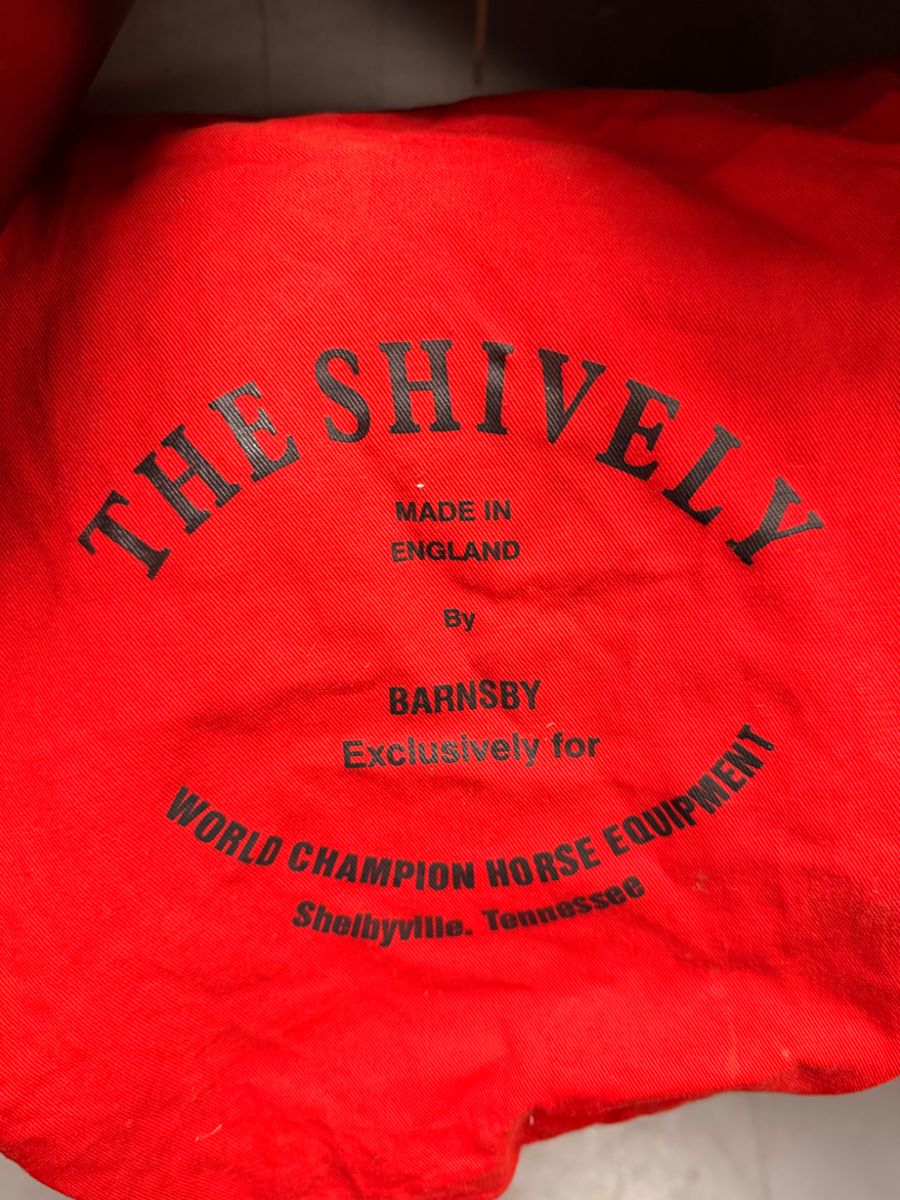 THE SHIVELY
MADE IN
ENGLAND
By
BARNSBY
Exclusively for
WORLD CHAMPION HORSE EQUIPMENT
Shelbyville, Tennessee